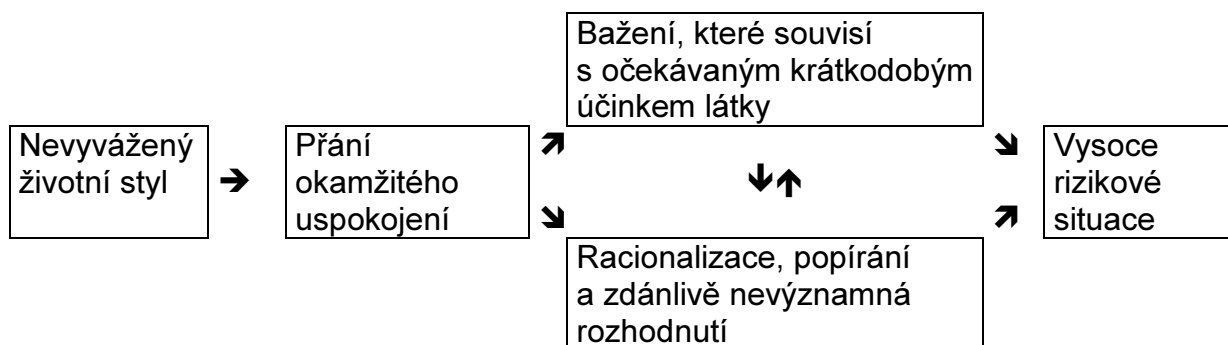 Nevyvážený
životní styl
➔
Přání
okamžitého
uspokojení
Bažení, které souvisí
s očekávaným krátkodobým
účinkem látky
Racionalizace, popírání
a zdánlivě nevýznamná
rozhodnutí
Vysoce
rizikové
situace